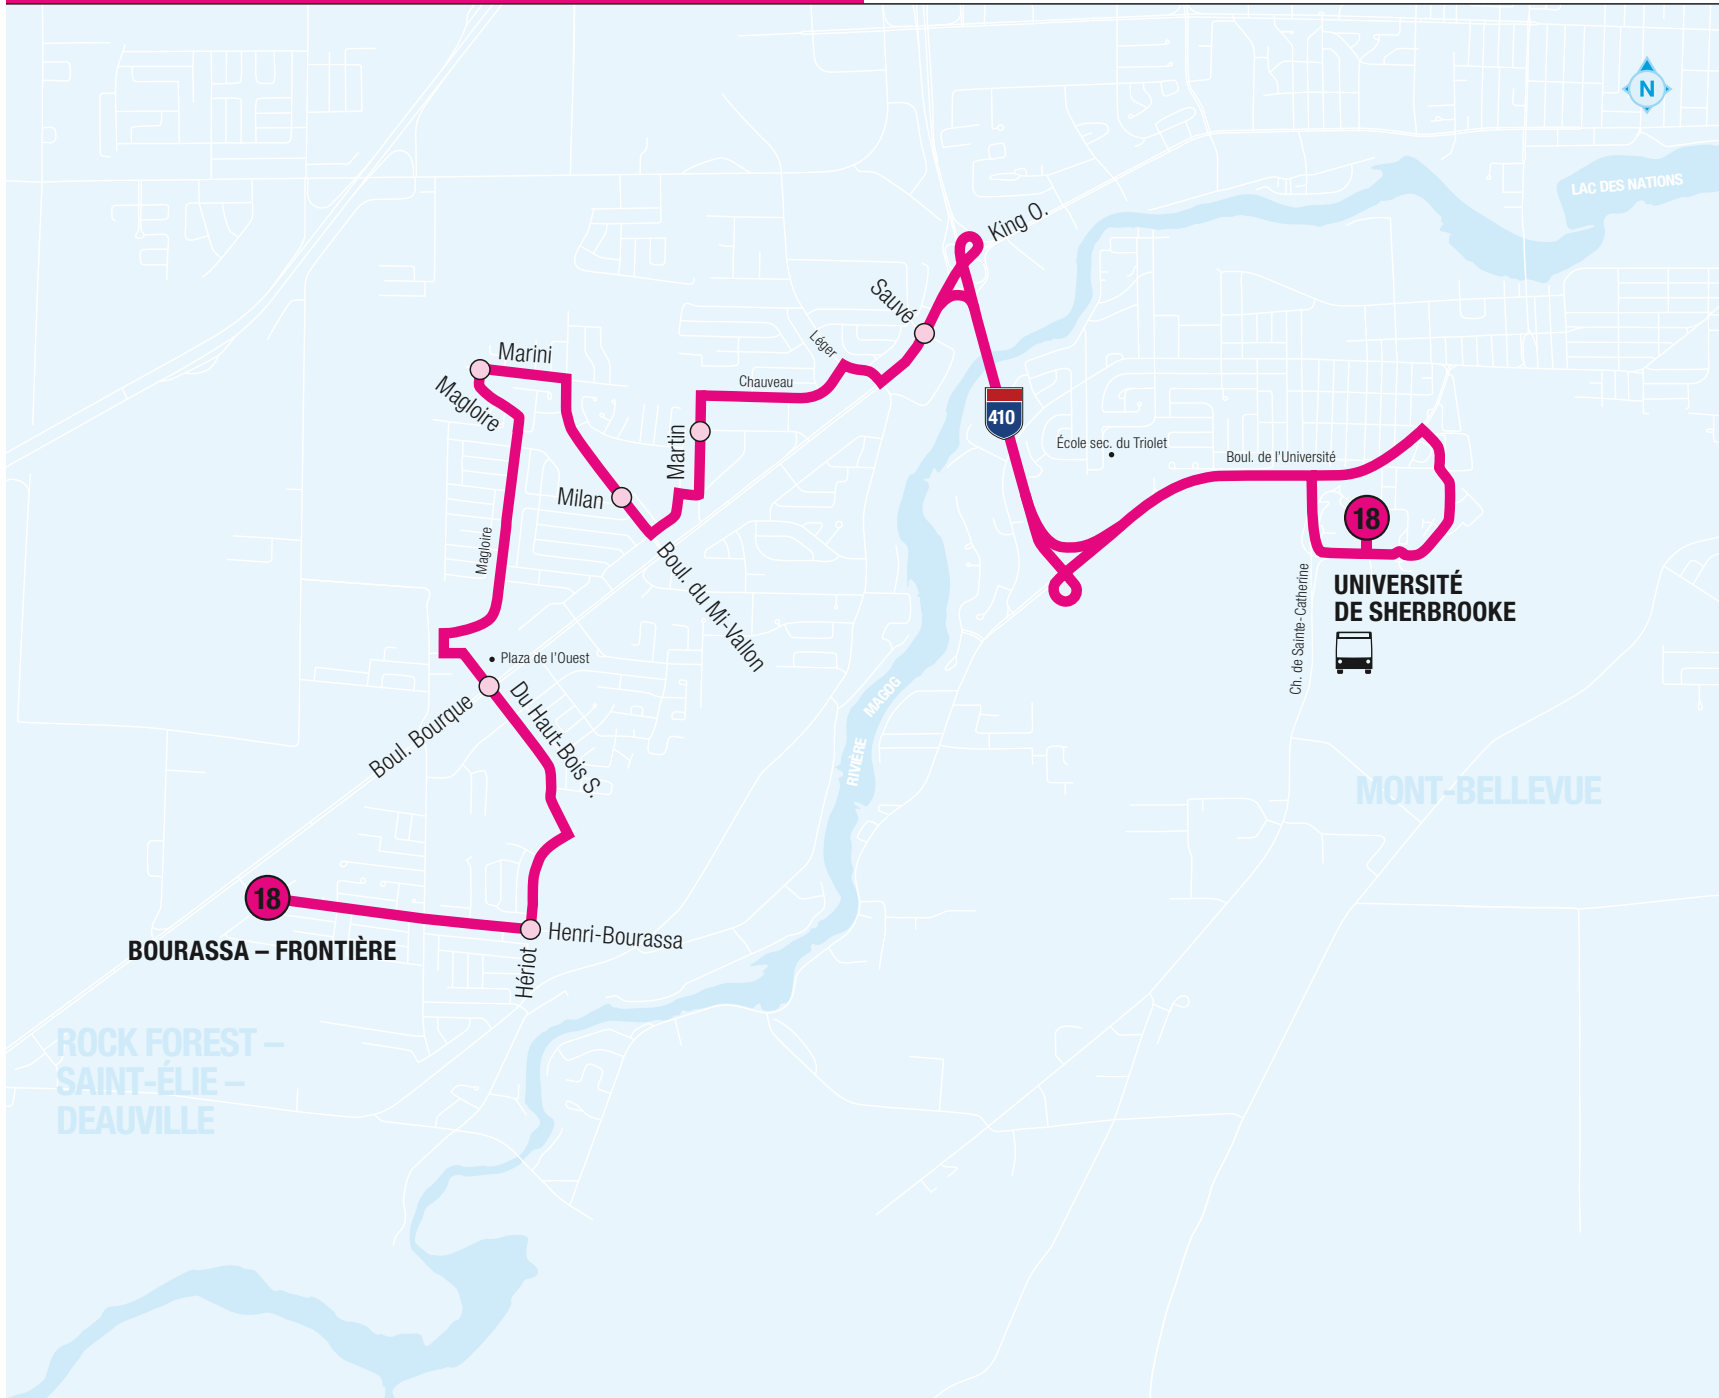 N
LAC DES NATIONS
King O.
Sauvé
Léger
Marini
Magloire
Chauveau
410
Martin
École sec. du Triolet
Boul. de l'Université
Milan
18
Magloire
Boul. du Mi-Vallon
Ch. de Sainte-Catherine
UNIVERSITÉ
DE SHERBROOKE
Plaza de l'Ouest
Du Haut-Bois S.
Boul. Bourque
RIVIÈRE
MAGOG
MONT-BELLEVUE
18
BOURASSA – FRONTIÈRE
Henri-Bourassa
Hériot
ROCK FOREST –
SAINT-ÉLIE –
DEAUVILLE